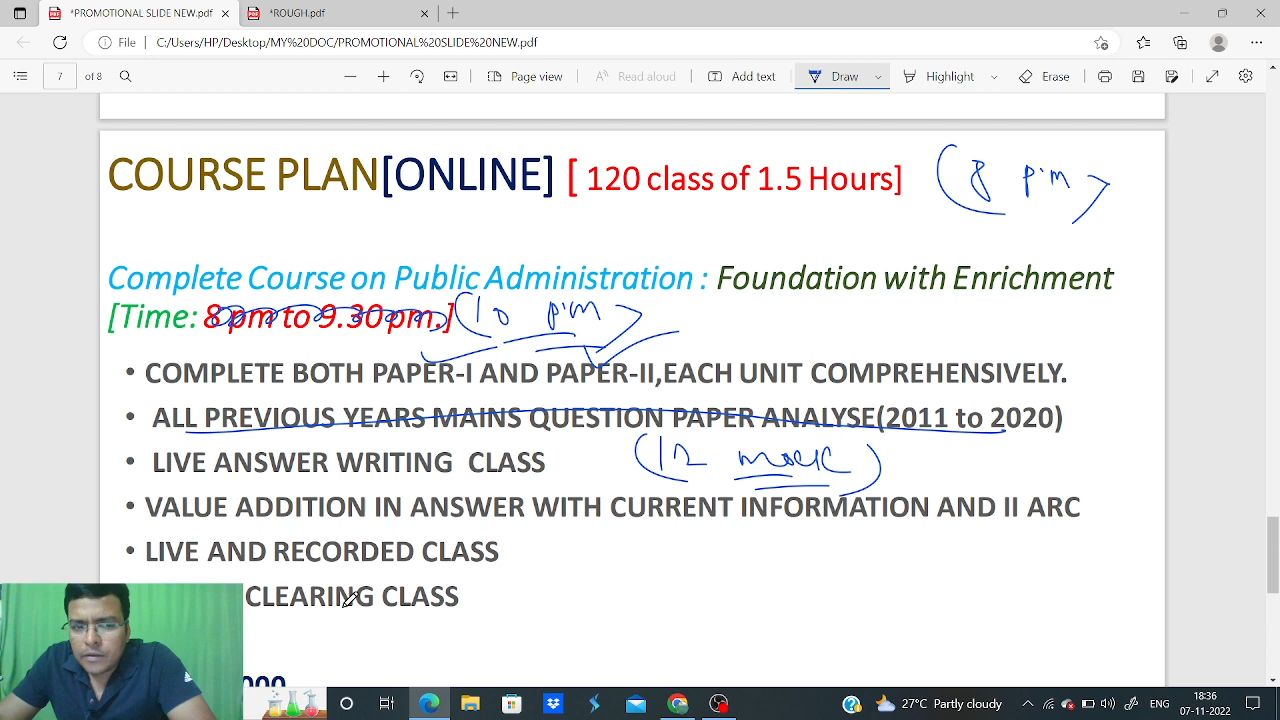 *PROMOTIONAL SLIDE NEW.pdf
*ROUGH.pdf
File C:/Users/HP/Desktop/MY%20DOC/PROMOTIONAL%20SLIDE%20NEW.pdf
7 of 8 Page view Read aloud Add text Draw Highlight Erase
COURSE PLAN[ONLINE] [ 120 class of 1.5 Hours] (8 p.m)
Complete Course on Public Administration : Foundation with Enrichment
[Time: 8 pm to 9.30 pm.] (10 p.m)
• COMPLETE BOTH PAPER-I AND PAPER-II,EACH UNIT COMPREHENSIVELY.
• ALL PREVIOUS YEARS MAINS QUESTION PAPER ANALYSE(2011 to 2020)
• LIVE ANSWER WRITING CLASS (12 mock)
• VALUE ADDITION IN ANSWER WITH CURRENT INFORMATION AND II ARC
• LIVE AND RECORDED CLASS
CLEARING CLASS
27°C Partly cloudy ENG 18:36
07-11-2022